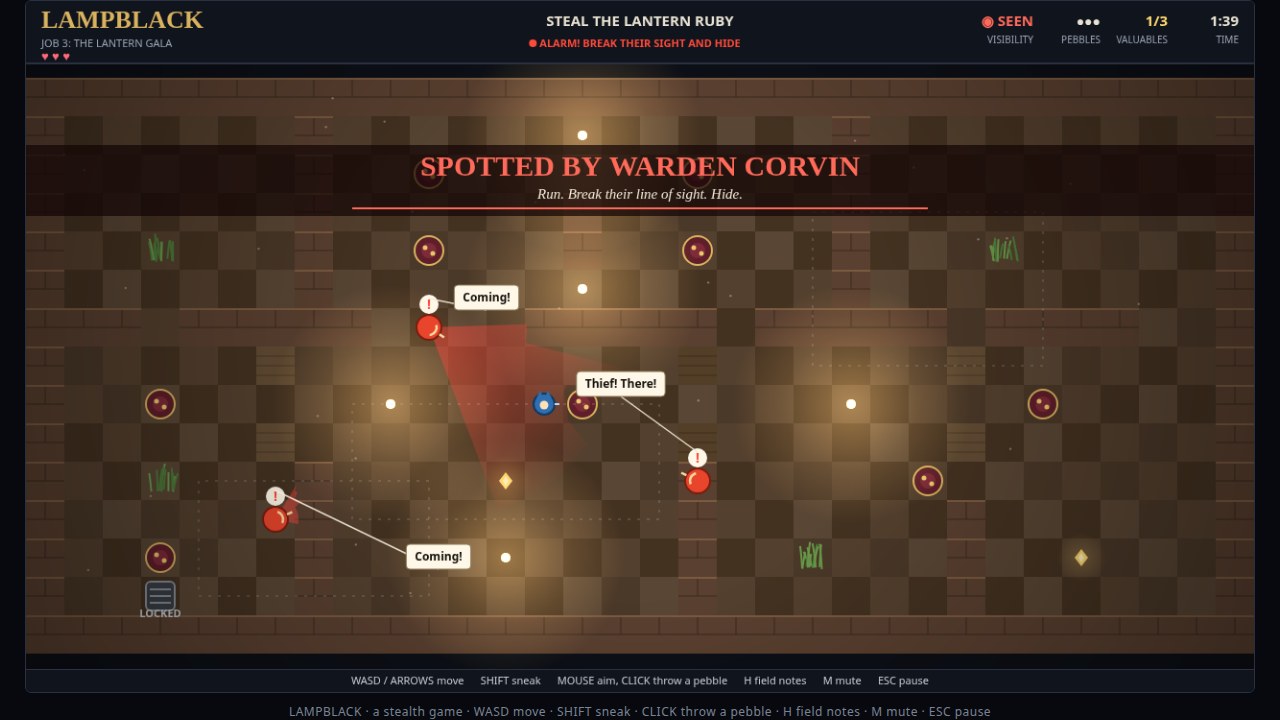 LAMPBLACK
JOB 3: THE LANTERN GALA
STEAL THE LANTERN RUBY
ALARM! BREAK THEIR SIGHT AND HIDE
SEEN
VISIBILITY
PEBBLES
1/3
VALUABLES
1:39
TIME
SPOTTED BY WARDEN CORVIN
Run. Break their line of sight. Hide.
!
Coming!
Thief! There!
!
!
Coming!
LOCKED
WASD / ARROWS move SHIFT sneak MOUSE aim, CLICK throw a pebble H field notes M mute ESC pause
LAMPBLACK · a stealth game · WASD move · SHIFT sneak · CLICK throw a pebble · H field notes · M mute · ESC pause